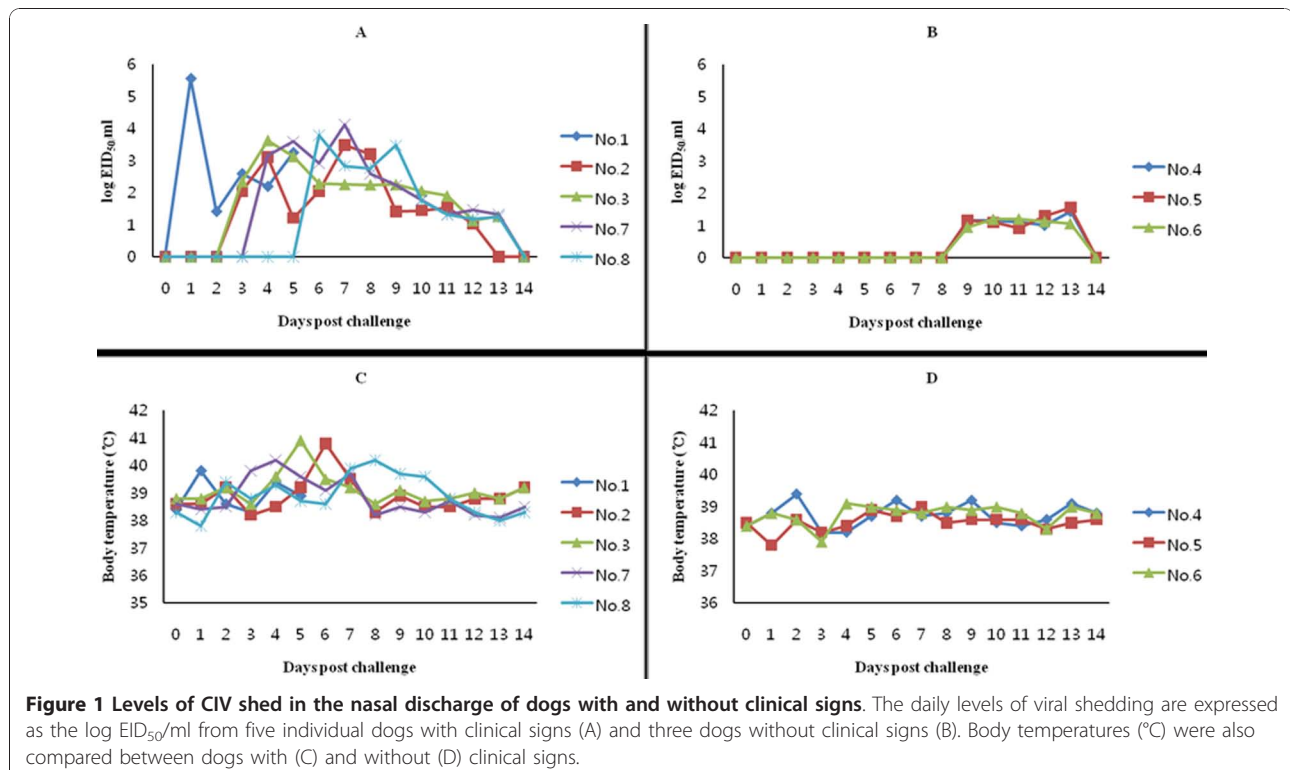 A
log EID50/ml
6
5
4
3
2
1
0
0 1 2 3 4 5 6 7 8 9 10 11 12 13 14
Days post challenge
No.1
No.2
No.3
No.7
No.8
B
log EID50/ml
6
5
4
3
2
1
0
0 1 2 3 4 5 6 7 8 9 10 11 12 13 14
Days post challenge
No.4
No.5
No.6
C
Body temperature (℃)
42
41
40
39
38
37
36
35
0 1 2 3 4 5 6 7 8 9 10 11 12 13 14
Days post challenge
No.1
No.2
No.3
No.7
No.8
D
Body temperature (℃)
42
41
40
39
38
37
36
0 1 2 3 4 5 6 7 8 9 10 11 12 13 14
Days post challenge
No.4
No.5
No.6
Figure 1 Levels of CIV shed in the nasal discharge of dogs with and without clinical signs. The daily levels of viral shedding are expressed
as the log EID50/ml from five individual dogs with clinical signs (A) and three dogs without clinical signs (B). Body temperatures (°C) were also
compared between dogs with (C) and without (D) clinical signs.